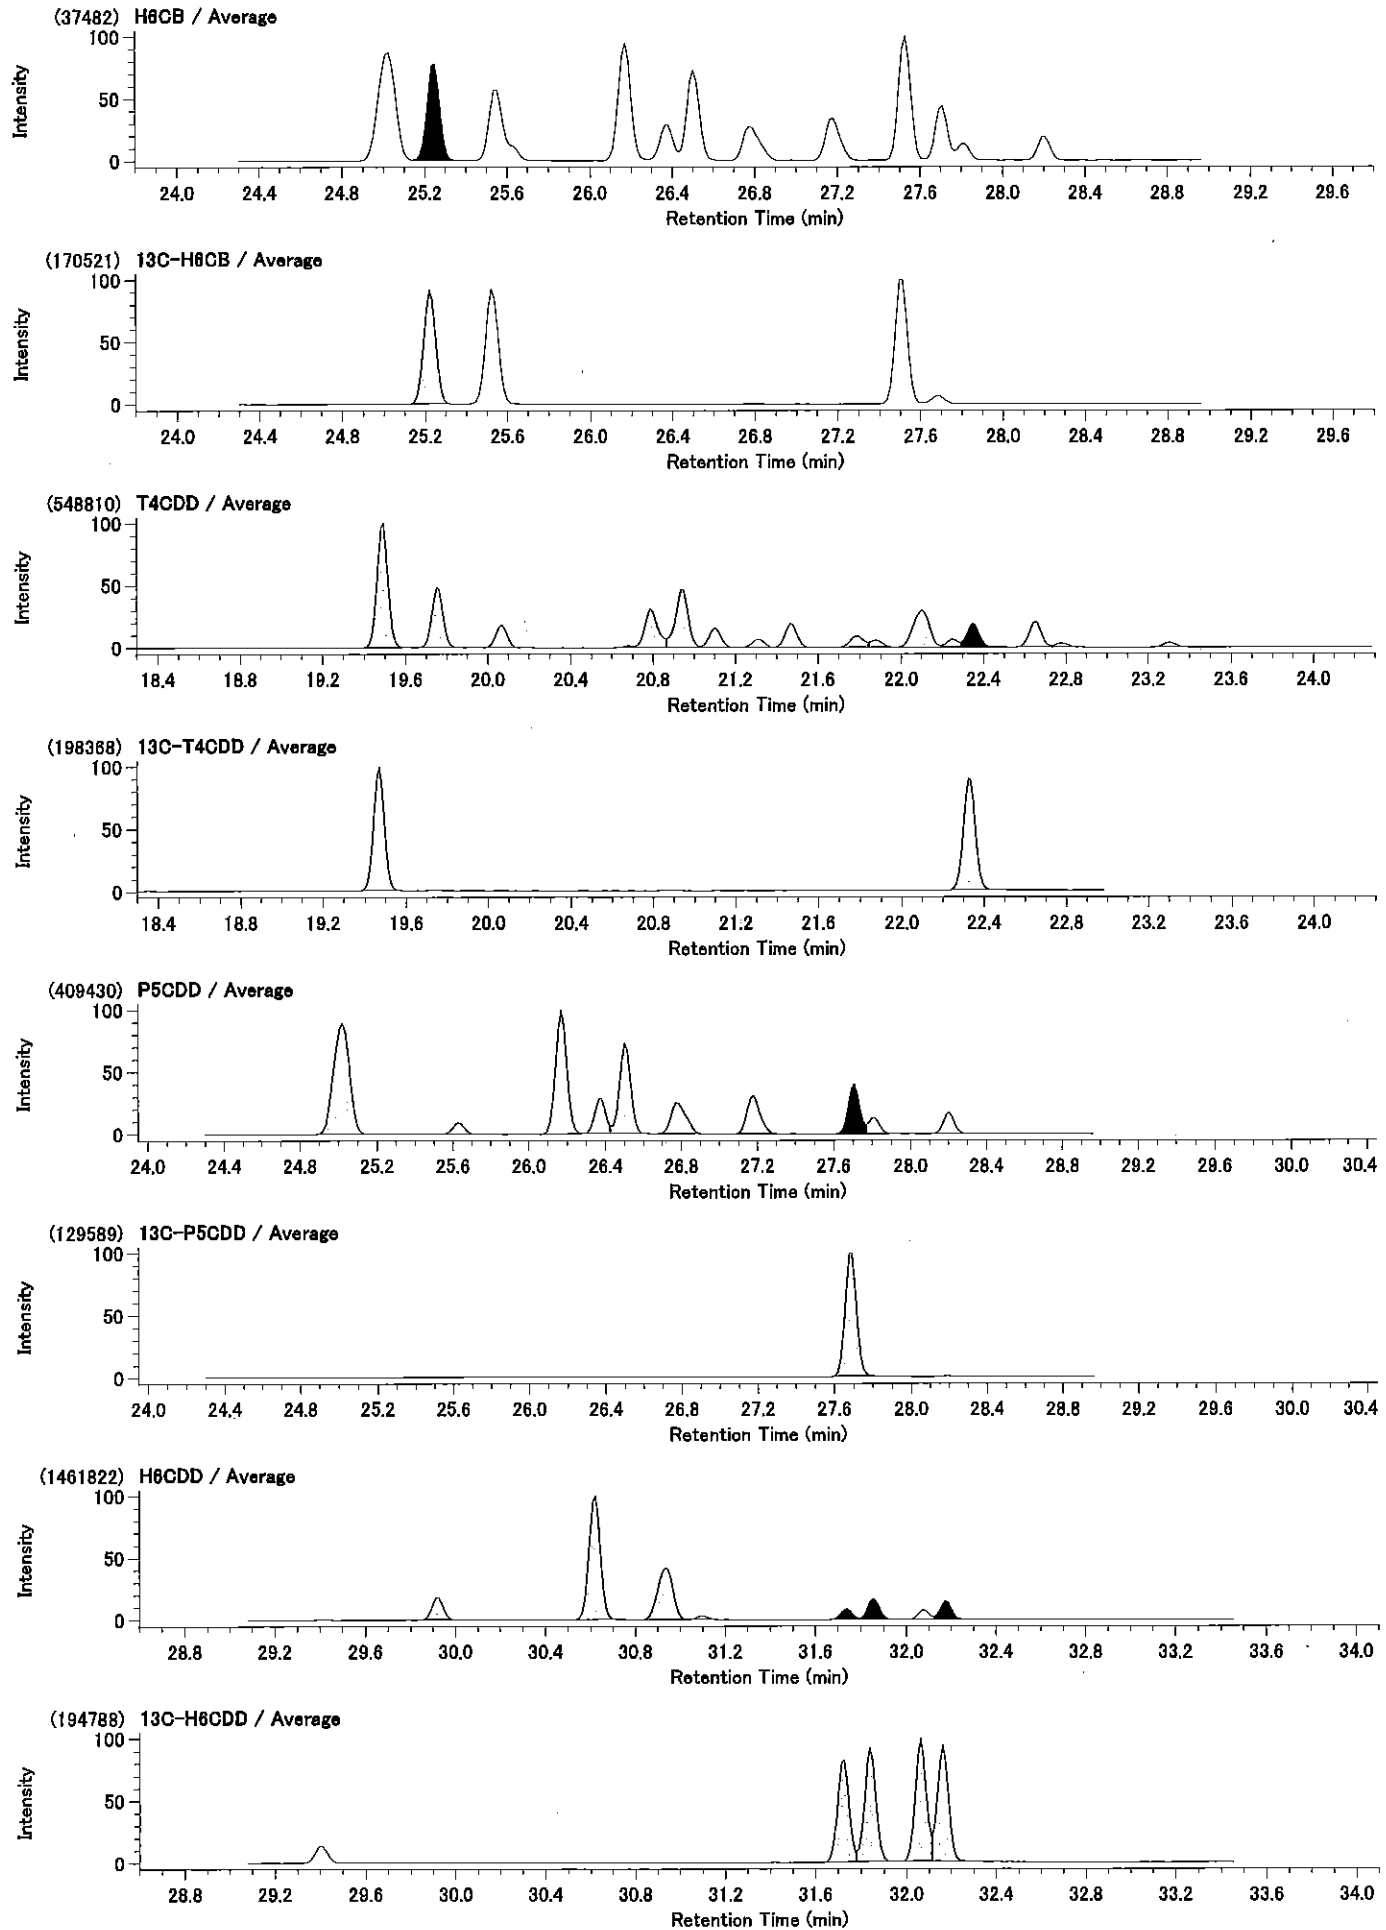 (37482) H6CB / Average
100
50
0
Intensity
24.0 24.4 24.8 25.2 25.6 26.0 26.4 26.8 27.2 27.6 28.0 28.4 28.8 29.2 29.6
Retention Time (min)
(170521) 13C-H6CB / Average
100
50
0
Intensity
24.0 24.4 24.8 25.2 25.6 26.0 26.4 26.8 27.2 27.6 28.0 28.4 28.8 29.2 29.6
Retention Time (min)
(548810) T4CDD / Average
100
50
0
Intensity
18.4 18.8 19.2 19.6 20.0 20.4 20.8 21.2 21.6 22.0 22.4 22.8 23.2 23.6 24.0
Retention Time (min)
(198368) 13C-T4CDD / Average
100
50
0
Intensity
18.4 18.8 19.2 19.6 20.0 20.4 20.8 21.2 21.6 22.0 22.4 22.8 23.2 23.6 24.0
Retention Time (min)
(409430) P5CDD / Average
100
50
0
Intensity
24.0 24.4 24.8 25.2 25.6 26.0 26.4 26.8 27.2 27.6 28.0 28.4 28.8 29.2 29.6 30.0 30.4
Retention Time (min)
(129589) 13C-P5CDD / Average
100
50
0
Intensity
24.0 24.4 24.8 25.2 25.6 26.0 26.4 26.8 27.2 27.6 28.0 28.4 28.8 29.2 29.6 30.0 30.4
Retention Time (min)
(1461822) H6CDD / Average
100
50
0
Intensity
28.8 29.2 29.6 30.0 30.4 30.8 31.2 31.6 32.0 32.4 32.8 33.2 33.6 34.0
Retention Time (min)
(194788) 13C-H6CDD / Average
100
50
0
Intensity
28.8 29.2 29.6 30.0 30.4 30.8 31.2 31.6 32.0 32.4 32.8 33.2 33.6 34.0
Retention Time (min)